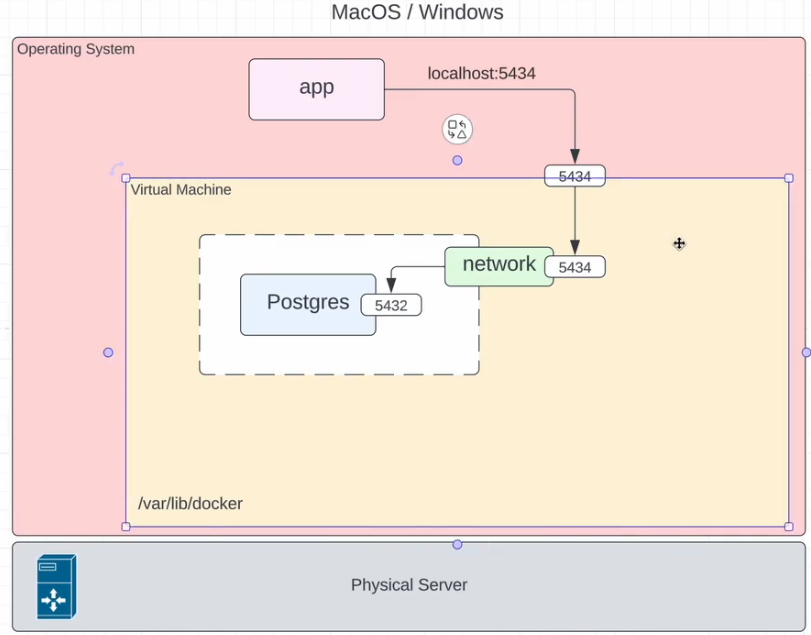 MacOS / Windows
Operating System
app
localhost:5434
5434
Virtual Machine
network
5434
Postgres
5432
/var/lib/docker
Physical Server